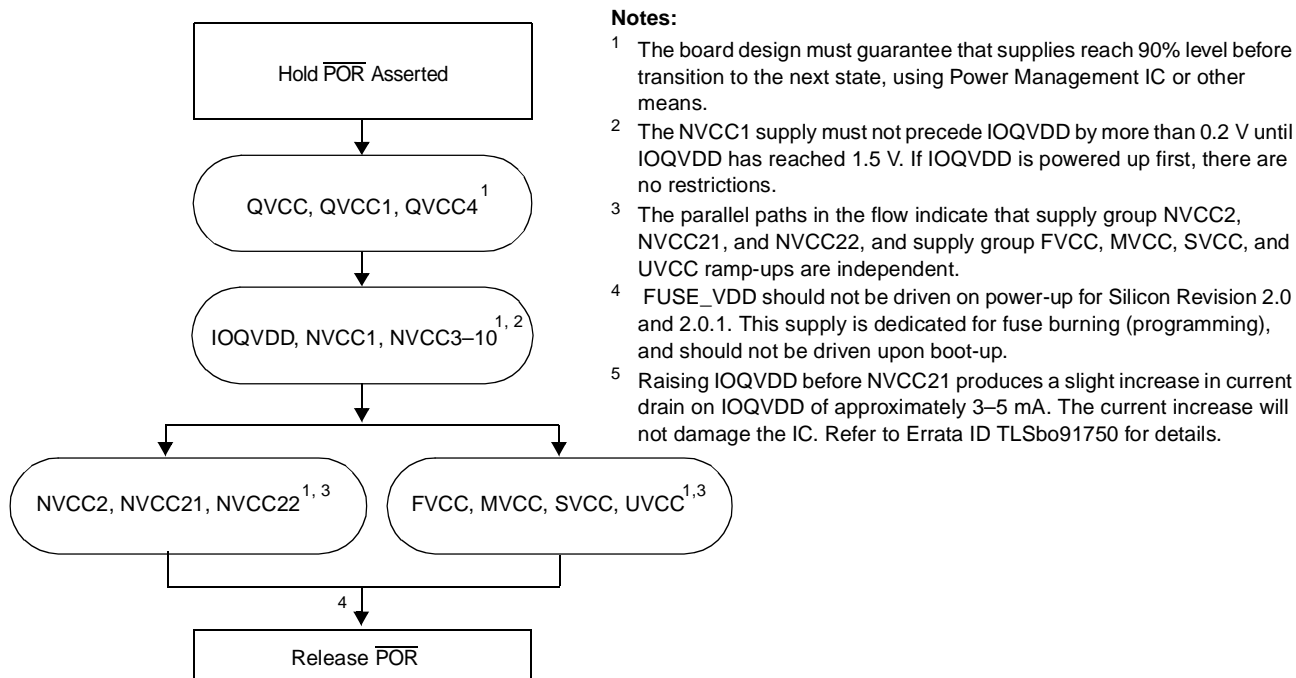 Hold POR Asserted
QVCC, QVCC1, QVCC4 1
IOQVDD, NVCC1, NVCC3–10 1, 2
NVCC2, NVCC21, NVCC22 1, 3
FVCC, MVCC, SVCC, UVCC 1,3
4
Release POR
Notes:
1 The board design must guarantee that supplies reach 90% level before
transition to the next state, using Power Management IC or other
means.
2 The NVCC1 supply must not precede IOQVDD by more than 0.2 V until
IOQVDD has reached 1.5 V. If IOQVDD is powered up first, there are
no restrictions.
3 The parallel paths in the flow indicate that supply group NVCC2,
NVCC21, and NVCC22, and supply group FVCC, MVCC, SVCC, and
UVCC ramp-ups are independent.
4 FUSE_VDD should not be driven on power-up for Silicon Revision 2.0
and 2.0.1. This supply is dedicated for fuse burning (programming),
and should not be driven upon boot-up.
5 Raising IOQVDD before NVCC21 produces a slight increase in current
drain on IOQVDD of approximately 3–5 mA. The current increase will
not damage the IC. Refer to Errata ID TLSbo91750 for details.